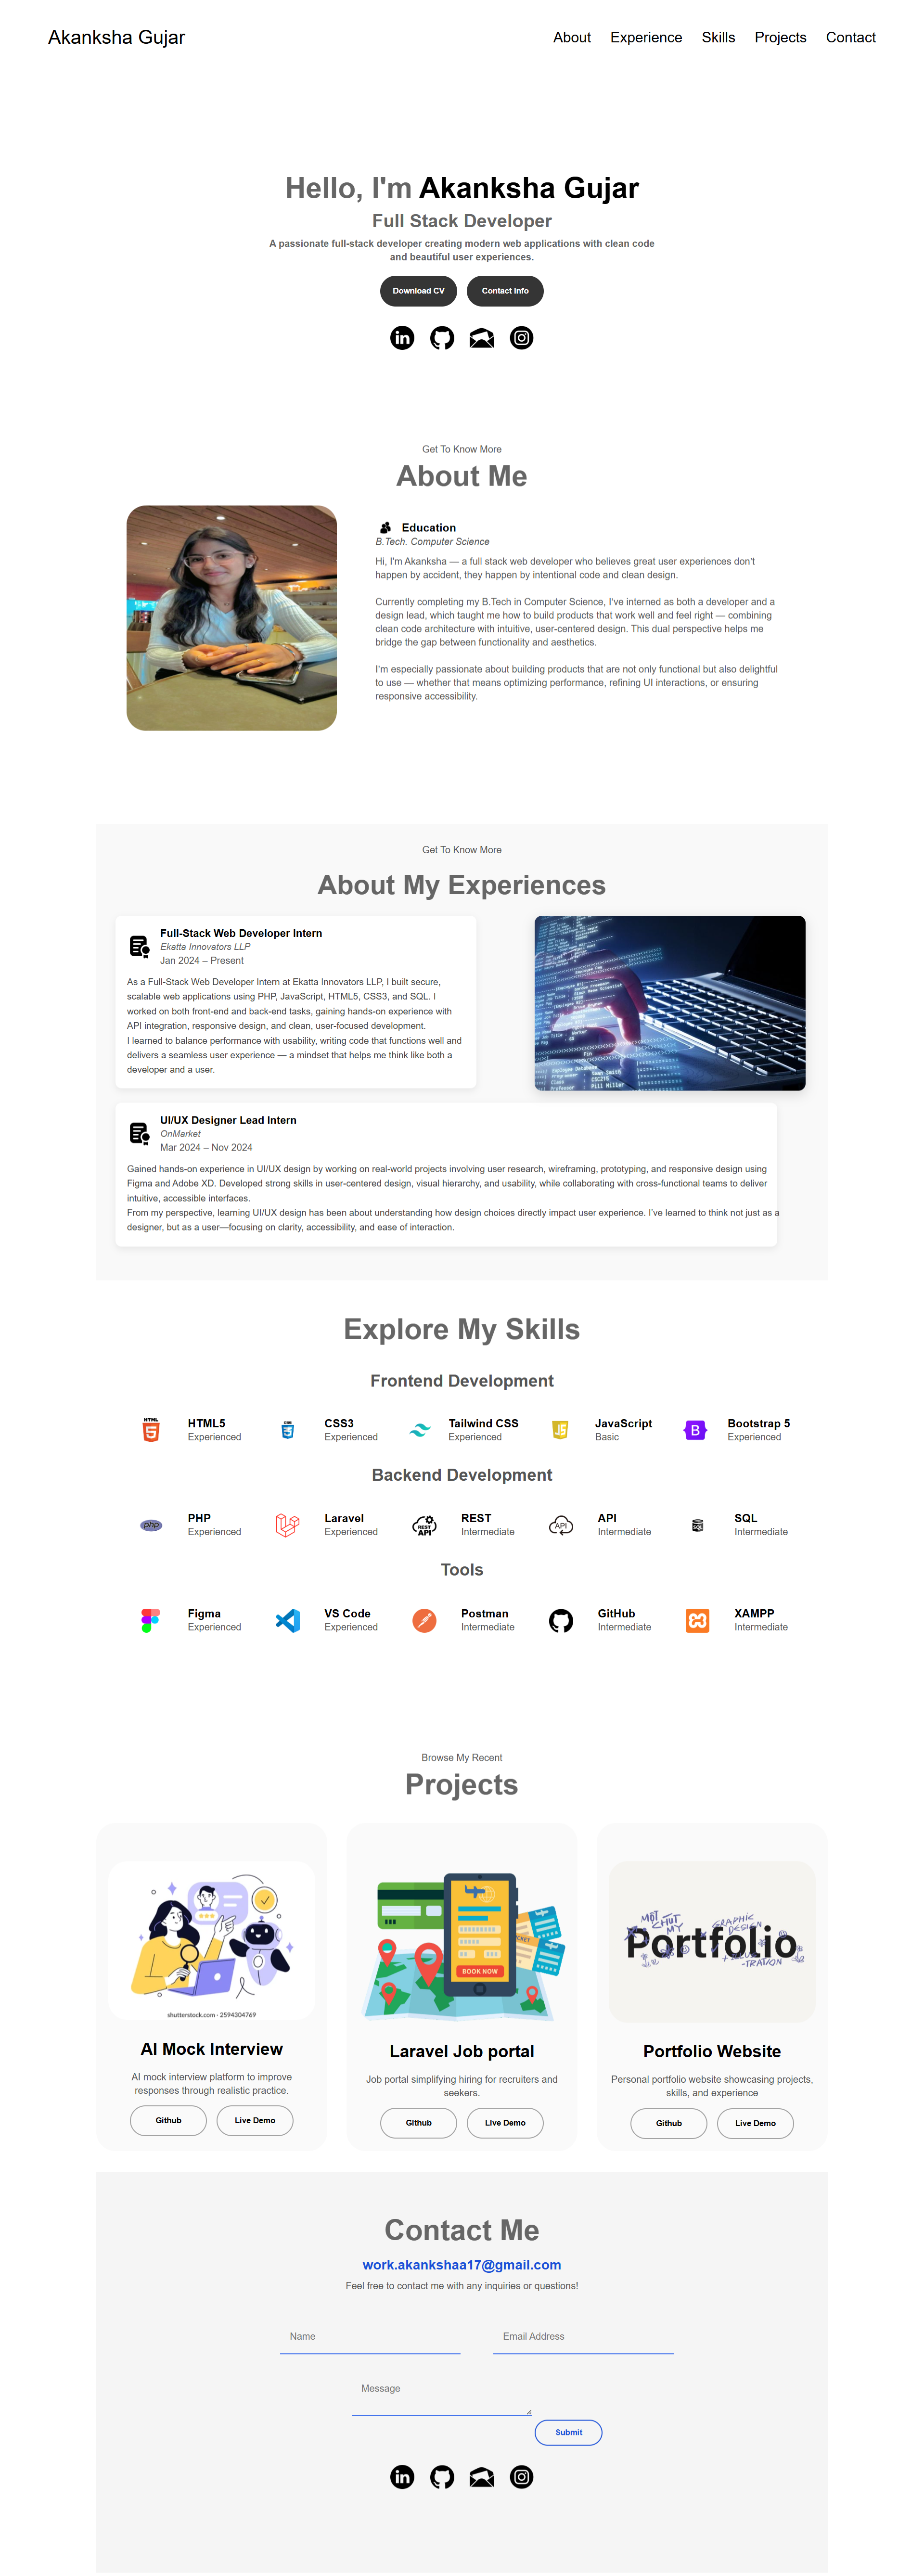 Akanksha Gujar
About Experience Skills Projects Contact
Hello, I'm Akanksha Gujar
Full Stack Developer
A passionate full-stack developer creating modern web applications with clean code
and beautiful user experiences.
Download CV
Contact Info
Get To Know More
About Me
Education
B.Tech. Computer Science
Hi, I'm Akanksha — a full stack web developer who believes great user experiences don't
happen by accident, they happen by intentional code and clean design.
Currently completing my B.Tech in Computer Science, I've interned as both a developer and a
design lead, which taught me how to build products that work well and feel right — combining
clean code architecture with intuitive, user-centered design. This dual perspective helps me
bridge the gap between functionality and aesthetics.
I'm especially passionate about building products that are not only functional but also delightful
to use — whether that means optimizing performance, refining UI interactions, or ensuring
responsive accessibility.
Get To Know More
About My Experiences
Full-Stack Web Developer Intern
Ekatta Innovators LLP
Jan 2024 – Present
As a Full-Stack Web Developer Intern at Ekatta Innovators LLP, I built secure,
scalable web applications using PHP, JavaScript, HTML5, CSS3, and SQL. I
worked on both front-end and back-end tasks, gaining hands-on experience with
API integration, responsive design, and clean, user-focused development.
I learned to balance performance with usability, writing code that functions well and
delivers a seamless user experience — a mindset that helps me think like both a
developer and a user.
UI/UX Designer Lead Intern
OnMarket
Mar 2024 – Nov 2024
Gained hands-on experience in UI/UX design by working on real-world projects involving user research, wireframing, prototyping, and responsive design using
Figma and Adobe XD. Developed strong skills in user-centered design, visual hierarchy, and usability, while collaborating with cross-functional teams to deliver
intuitive, accessible interfaces.
From my perspective, learning UI/UX design has been about understanding how design choices directly impact user experience. I've learned to think not just as a
designer, but as a user—focusing on clarity, accessibility, and ease of interaction.
Explore My Skills
Frontend Development
HTML
5
HTML5
Experienced
CSS
3
CSS3
Experienced
Tailwind CSS
Experienced
JS
JavaScript
Basic
B
Bootstrap 5
Experienced
Backend Development
php
PHP
Experienced
Laravel
Experienced
REST
API
REST
Intermediate
API
API
Intermediate
SQL
SQL
Intermediate
Tools
Figma
Experienced
VS Code
Experienced
Postman
Intermediate
GitHub
Intermediate
XAMPP
Intermediate
Browse My Recent
Projects
shutterstock.com · 2594304769
AI Mock Interview
AI mock interview platform to improve
responses through realistic practice.
Github
Live Demo
BOOK NOW
TICKET
Laravel Job portal
Job portal simplifying hiring for recruiters and
seekers.
Github
Live Demo
GRAPHIC
DESIGN
Portfolio
Portfolio Website
Personal portfolio website showcasing projects,
skills, and experience
Github
Live Demo
Contact Me
work.akankshaa17@gmail.com
Feel free to contact me with any inquiries or questions!
Name
Email Address
Message
Submit